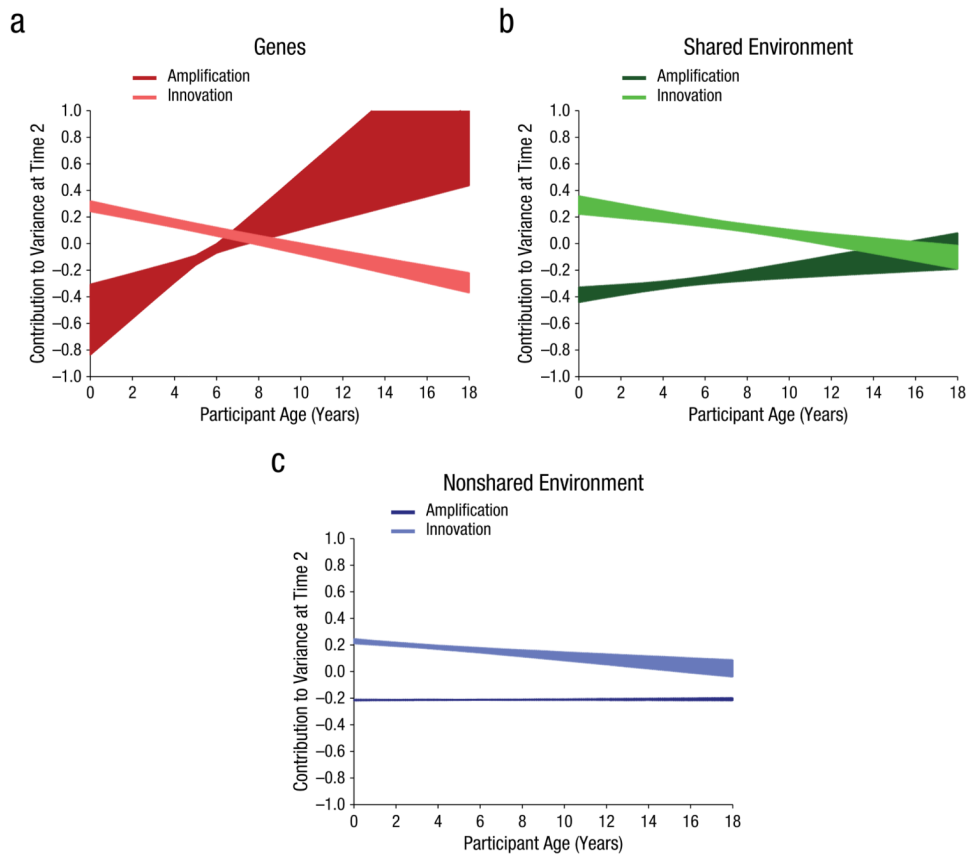 a
Genes
Amplification
Innovation
Contribution to Variance at Time 2
1.0
0.8
0.6
0.4
0.2
0.0
−0.2
−0.4
−0.6
−0.8
−1.0
0 2 4 6 8 10 12 14 16 18
Participant Age (Years)
b
Shared Environment
Amplification
Innovation
Contribution to Variance at Time 2
1.0
0.8
0.6
0.4
0.2
0.0
−0.2
−0.4
−0.6
−0.8
−1.0
0 2 4 6 8 10 12 14 16 18
Participant Age (Years)
c
Nonshared Environment
Amplification
Innovation
Contribution to Variance at Time 2
1.0
0.8
0.6
0.4
0.2
0.0
−0.2
−0.4
−0.6
−0.8
−1.0
0 2 4 6 8 10 12 14 16 18
Participant Age (Years)